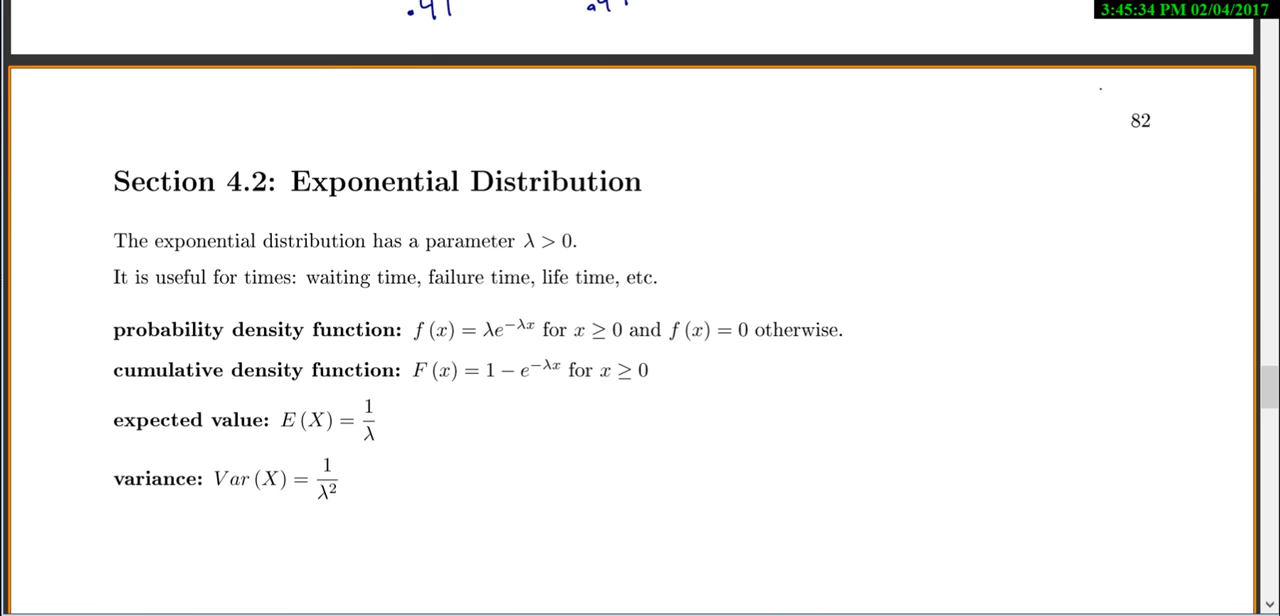 .41 .41
3:45:34 PM 02/04/2017
82
Section 4.2: Exponential Distribution
The exponential distribution has a parameter λ > 0.
It is useful for times: waiting time, failure time, life time, etc.
probability density function: f (x) = λe^{−λx} for x ≥ 0 and f (x) = 0 otherwise.
cumulative density function: F (x) = 1 − e^{−λx} for x ≥ 0
expected value: E (X) = 1/λ
variance: Var (X) = 1/λ²